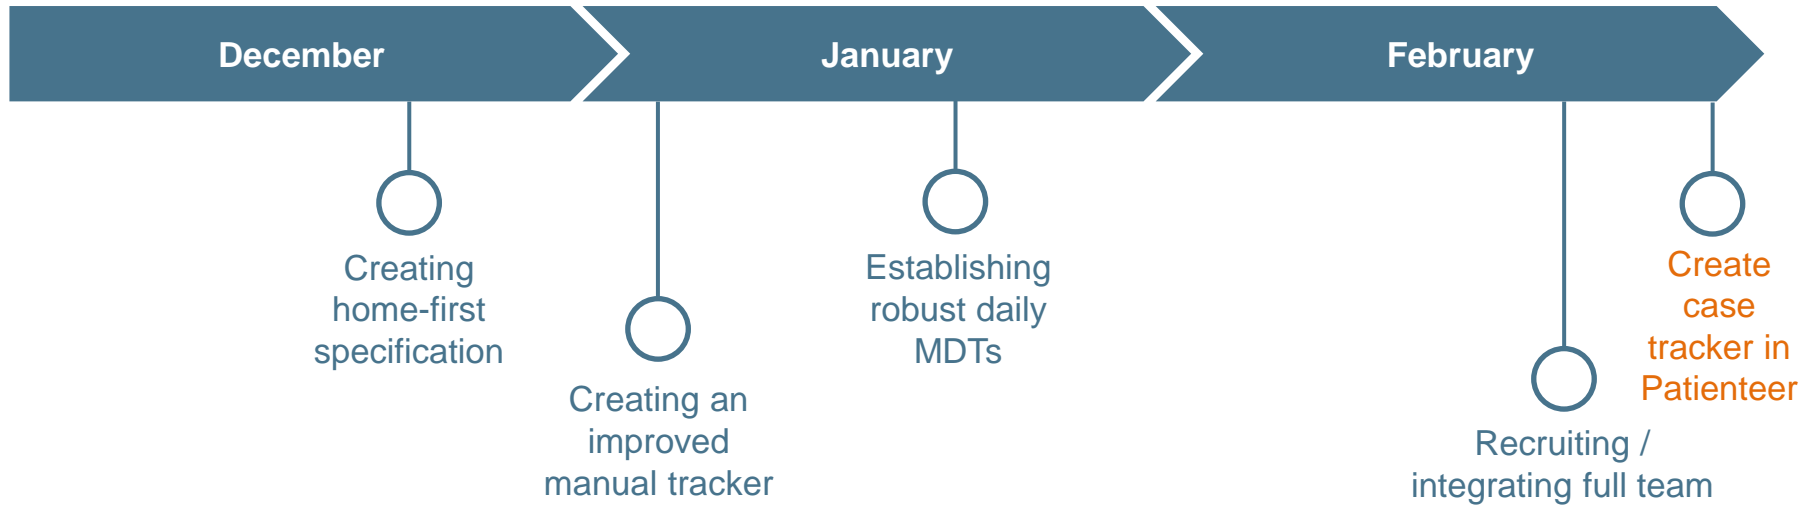 December
January
February
Creating
home-first
specification
Creating an
improved
manual tracker
Establishing
robust daily
MDTs
Recruiting /
integrating full team
Create
case
tracker in
Patienteer